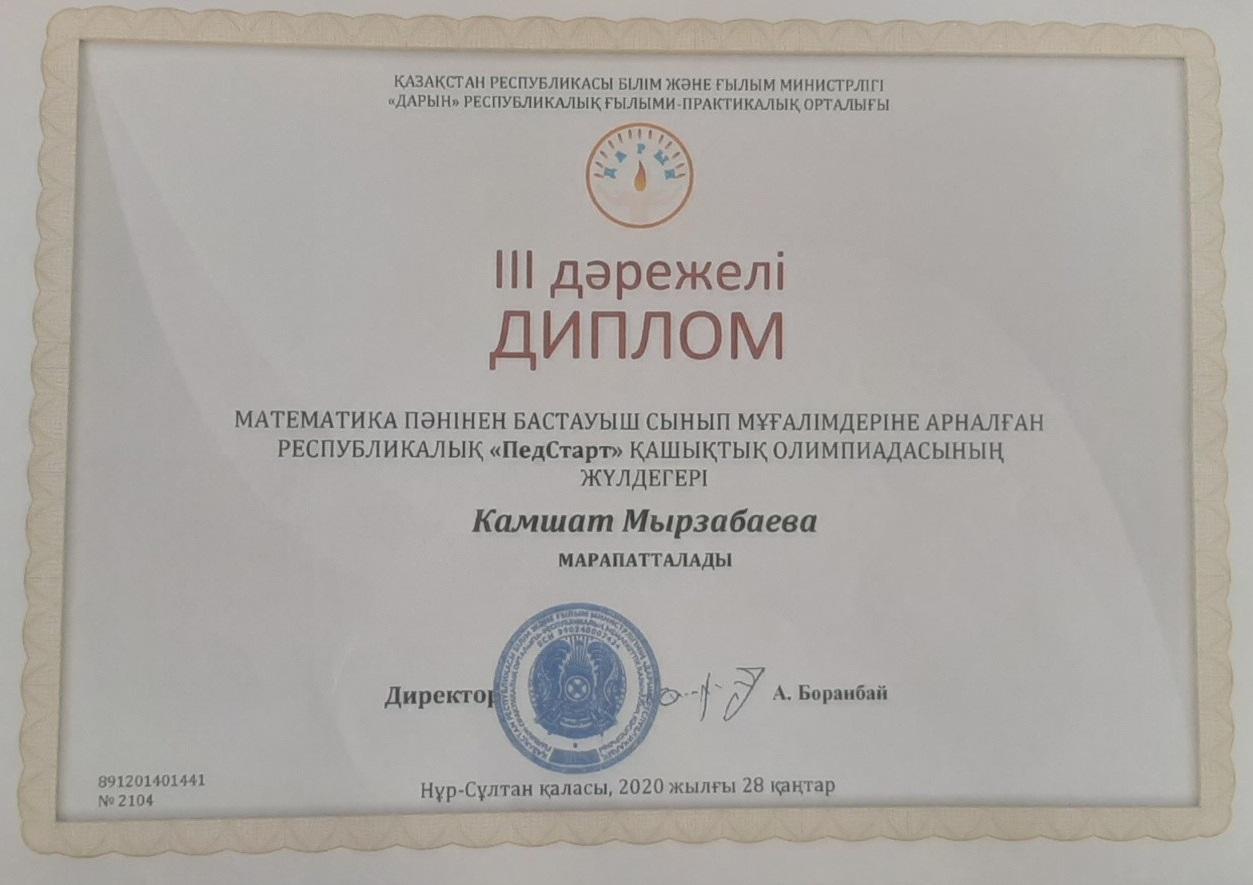 ҚАЗАҚСТАН РЕСПУБЛИКАСЫ БІЛІМ ЖӘНЕ ҒЫЛЫМ МИНИСТРЛІГІ
«ДАРЫН» РЕСПУБЛИКАЛЫҚ ҒЫЛЫМИ-ПРАКТИКАЛЫҚ ОРТАЛЫҒЫ
ДАРЫН
III дәрежелі
ДИПЛОМ
МАТЕМАТИКА ПӘНІНЕН БАСТАУЫШ СЫНЫП МҰҒАЛІМДЕРІНЕ АРНАЛҒАН
РЕСПУБЛИКАЛЫҚ «ПедСтарт» ҚАШЫҚТЫҚ ОЛИМПИАДАСЫНЫҢ
ЖҮЛДЕГЕРІ
Камшат Мырзабаева
МАРАПАТТАЛАДЫ
Директор А. Боранбай
891201401441
№ 2104
Нұр-Сұлтан қаласы, 2020 жылғы 28 қаңтар